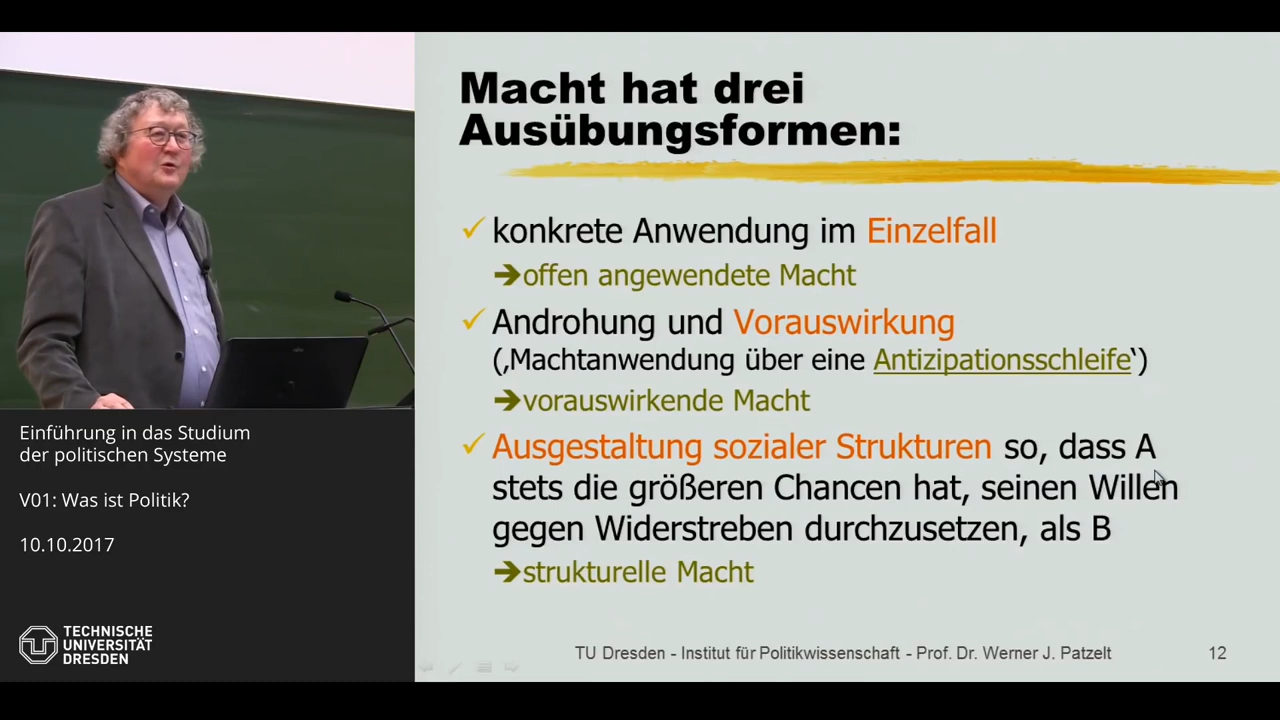 Macht hat drei
Ausübungsformen:
✓ konkrete Anwendung im Einzelfall
➔offen angewendete Macht
✓ Androhung und Vorauswirkung
(‚Machtanwendung über eine Antizipationsschleife‘)
➔vorauswirkende Macht
✓ Ausgestaltung sozialer Strukturen so, dass A
stets die größeren Chancen hat, seinen Willen
gegen Widerstreben durchzusetzen, als B
➔strukturelle Macht
TU Dresden - Institut für Politikwissenschaft - Prof. Dr. Werner J. Patzelt
12
Einführung in das Studium
der politischen Systeme
V01: Was ist Politik?
10.10.2017
TECHNISCHE
UNIVERSITÄT
DRESDEN